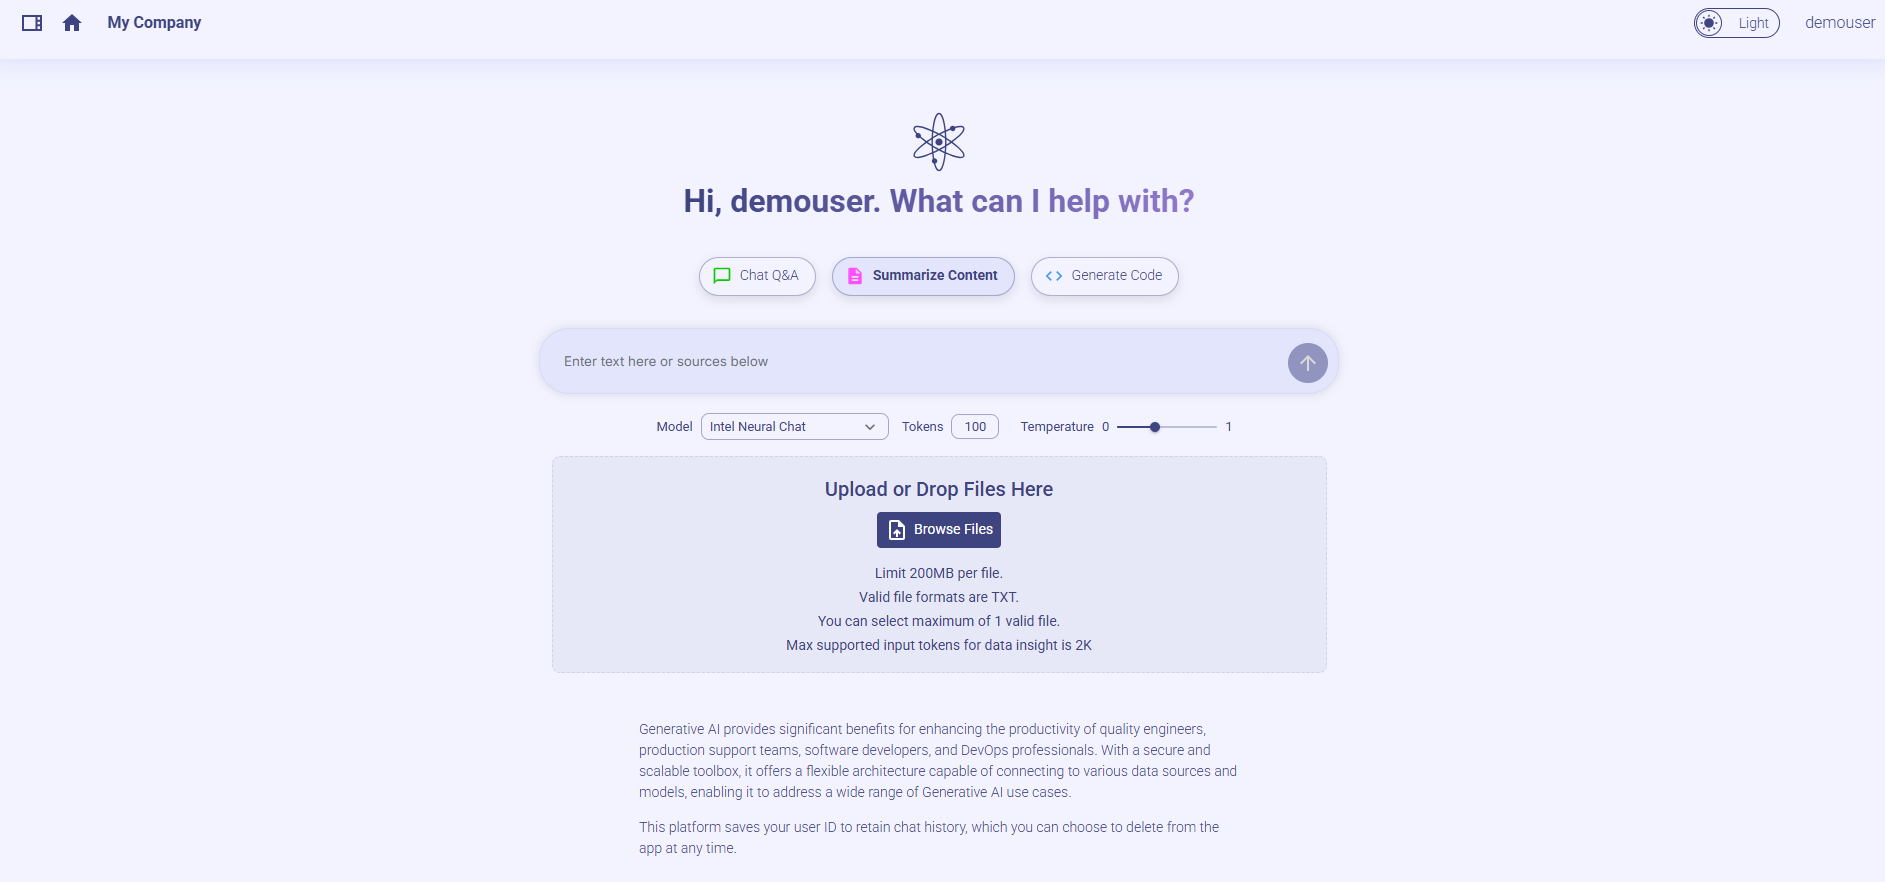 My Company
Light
demouser
Hi, demouser. What can I help with?
Chat Q&A
Summarize Content
Generate Code
Enter text here or sources below
Model Intel Neural Chat Tokens 100 Temperature 0 1
Upload or Drop Files Here
Browse Files
Limit 200MB per file.
Valid file formats are TXT.
You can select maximum of 1 valid file.
Max supported input tokens for data insight is 2K
Generative AI provides significant benefits for enhancing the productivity of quality engineers,
production support teams, software developers, and DevOps professionals. With a secure and
scalable toolbox, it offers a flexible architecture capable of connecting to various data sources and
models, enabling it to address a wide range of Generative AI use cases.
This platform saves your user ID to retain chat history, which you can choose to delete from the
app at any time.